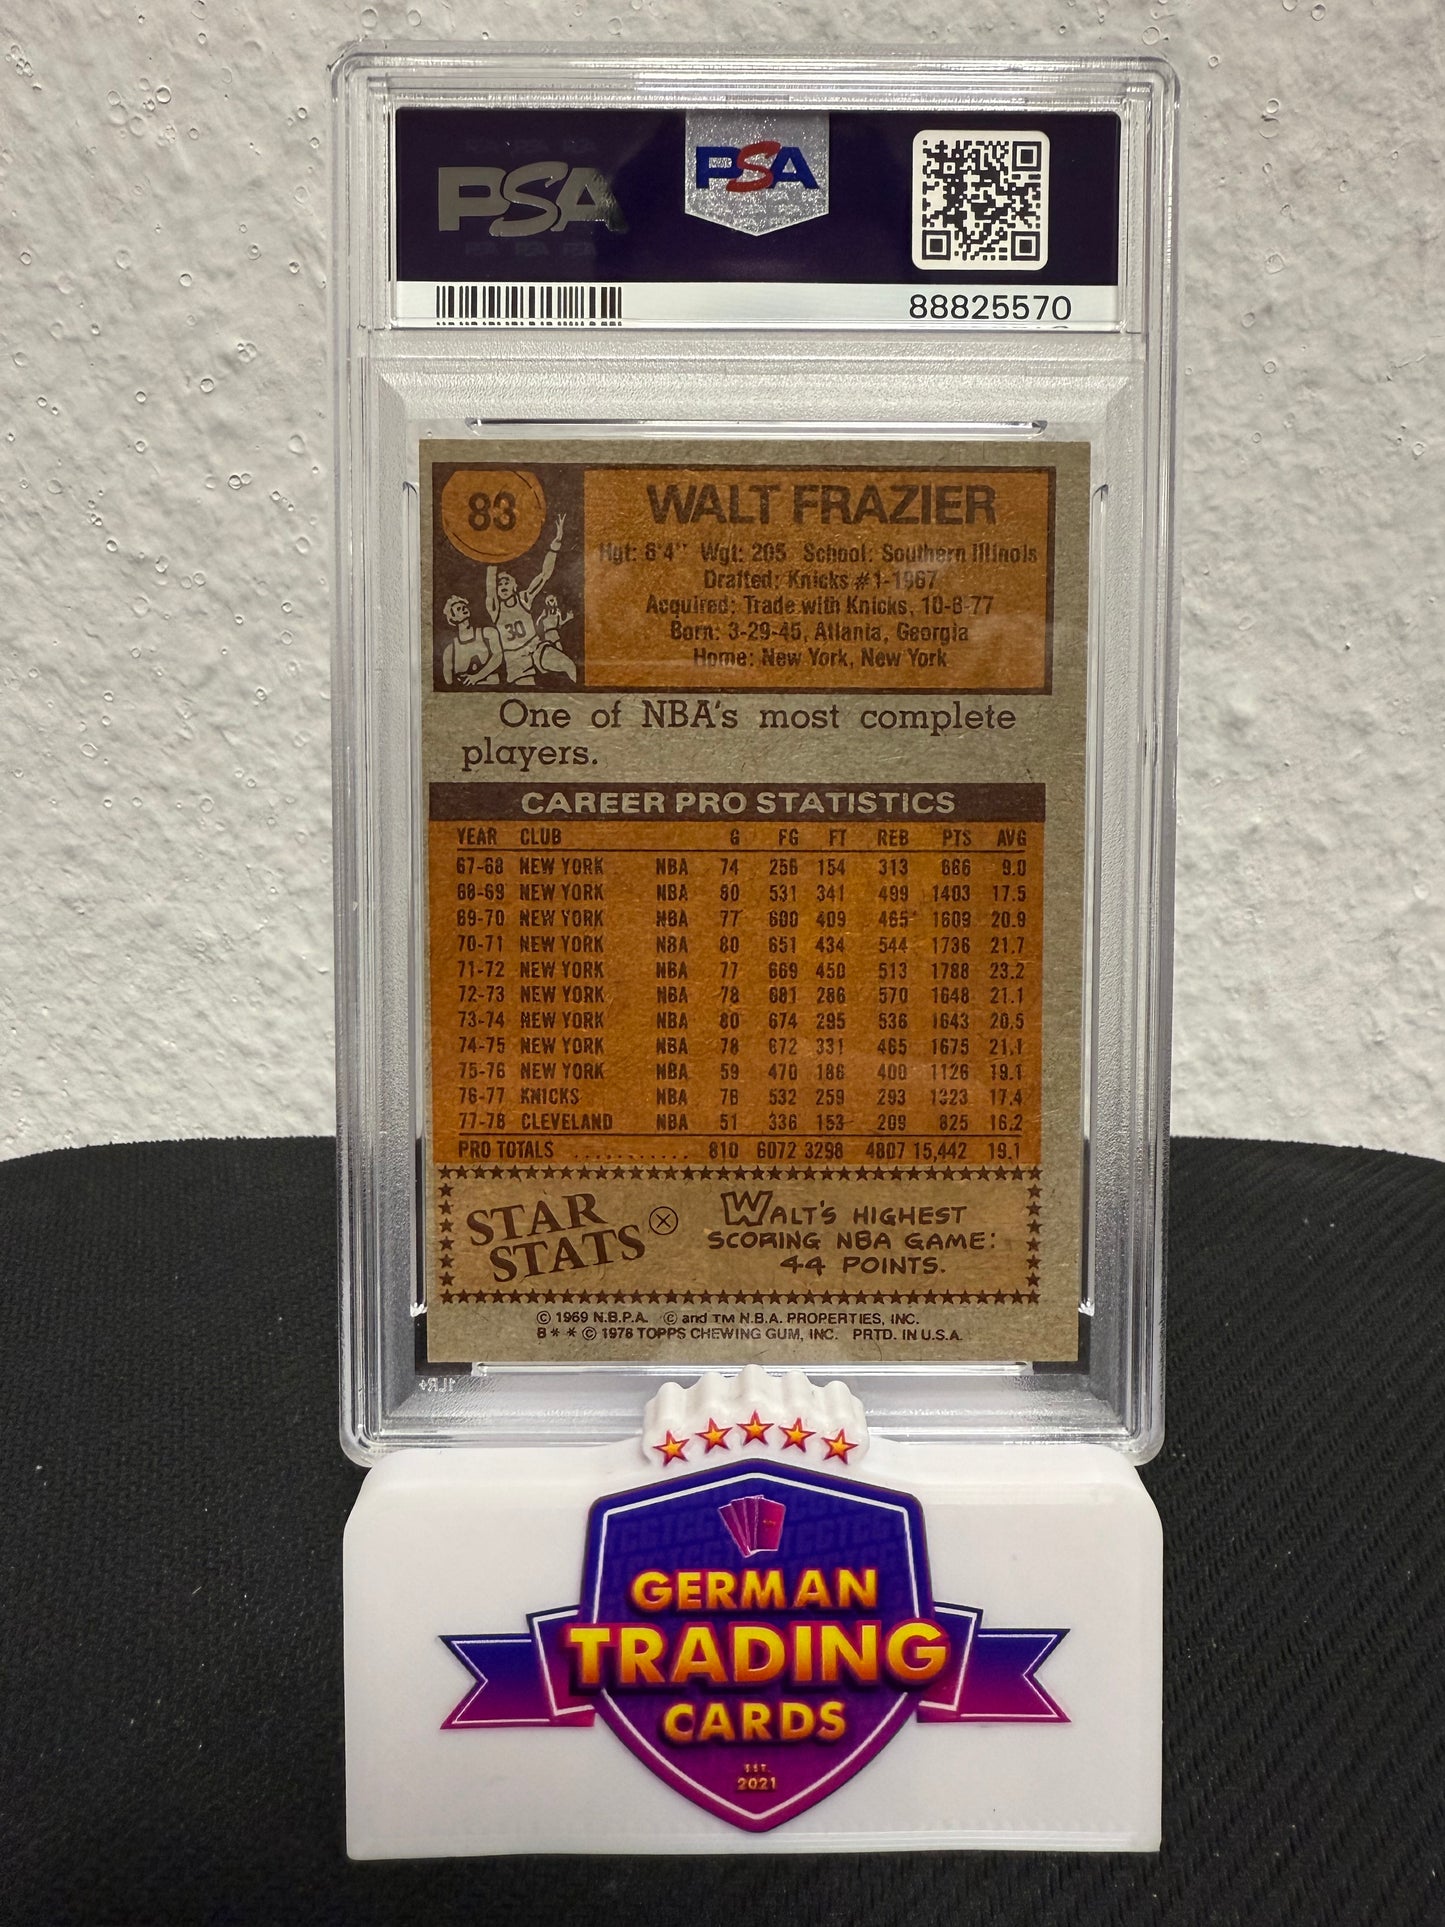 PSA
PSA
88825570
83
WALT FRAZIER
Hgt: 6'4" Wgt: 205 School: Southern Illinois
Drafted: Knicks #1-1967
Acquired: Trade with Knicks, 10-8-77
Born: 3-29-45, Atlanta, Georgia
Home: New York, New York
30
One of NBA's most complete
players.
CAREER PRO STATISTICS
YEAR CLUB G FG FT REB PTS AVG
67-68 NEW YORK NBA 74 256 154 313 666 9.0
68-69 NEW YORK NBA 80 531 341 499 1403 17.5
69-70 NEW YORK NBA 77 600 409 465 1609 20.9
70-71 NEW YORK NBA 80 651 434 544 1736 21.7
71-72 NEW YORK NBA 77 669 450 513 1788 23.2
72-73 NEW YORK NBA 78 681 286 570 1648 21.1
73-74 NEW YORK NBA 80 674 295 536 1643 20.5
74-75 NEW YORK NBA 78 672 331 465 1675 21.1
75-76 NEW YORK NBA 59 470 186 400 1126 19.1
76-77 KNICKS NBA 76 532 259 293 1323 17.4
77-78 CLEVELAND NBA 51 336 153 209 825 16.2
PRO TOTALS ........... 810 6072 3298 4807 15,442 19.1
STAR
STATS
WALT'S HIGHEST
SCORING NBA GAME:
44 POINTS.
© 1969 N.B.P.A. © and TM N.B.A. PROPERTIES, INC.
B * * © 1978 TOPPS CHEWING GUM, INC. PRTD. IN U.S.A.
GERMAN
TRADING
CARDS
EST.
2021